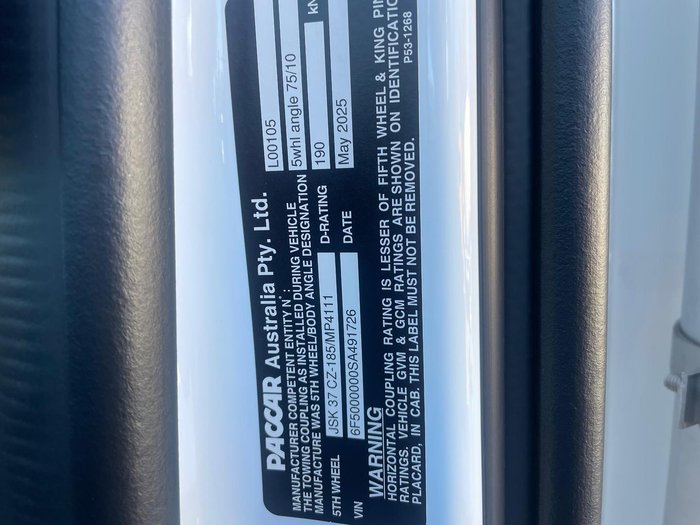 PACCAR Australia Pty. Ltd.
MANUFACTURER COMPETENT ENTITY Nº: L00105
THE TOWING COUPLING AS INSTALLED DURING VEHICLE
MANUFACTURE WAS 5TH WHEEL/BODY ANGLE DESIGNATION 5whl angle 75/10
5TH WHEEL JSK 37 CZ-185/MP4111 D-RATING 190
VIN 6F5000000SA491726 DATE May 2025
WARNING
HORIZONTAL COUPLING RATING IS LESSER OF FIFTH WHEEL & KING PIN
RATINGS. VEHICLE GVM & GCM RATINGS ARE SHOWN ON
PLACARD, IN CAB. THIS LABEL MUST NOT BE REMOVED. P53-1268